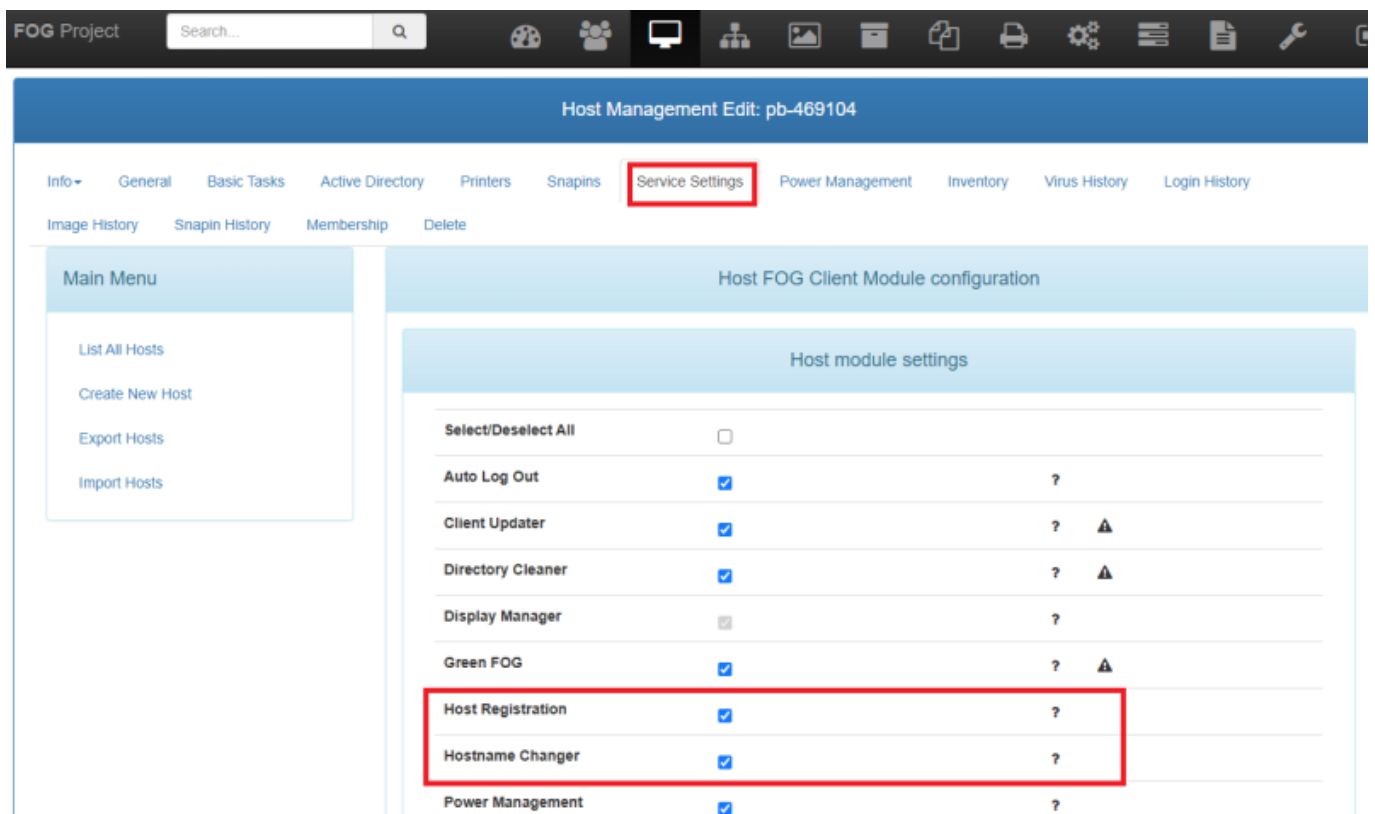 FOG Project Search...
Host Management Edit: pb-469104
Info General Basic Tasks Active Directory Printers Snapins Service Settings Power Management Inventory Virus History Login History
Image History Snapin History Membership Delete
Main Menu
List All Hosts
Create New Host
Export Hosts
Import Hosts
Host FOG Client Module configuration
Host module settings
Select/Deselect All
Auto Log Out ?
Client Updater ?
Directory Cleaner ?
Display Manager ?
Green FOG ?
Host Registration ?
Hostname Changer ?
Power Management ?